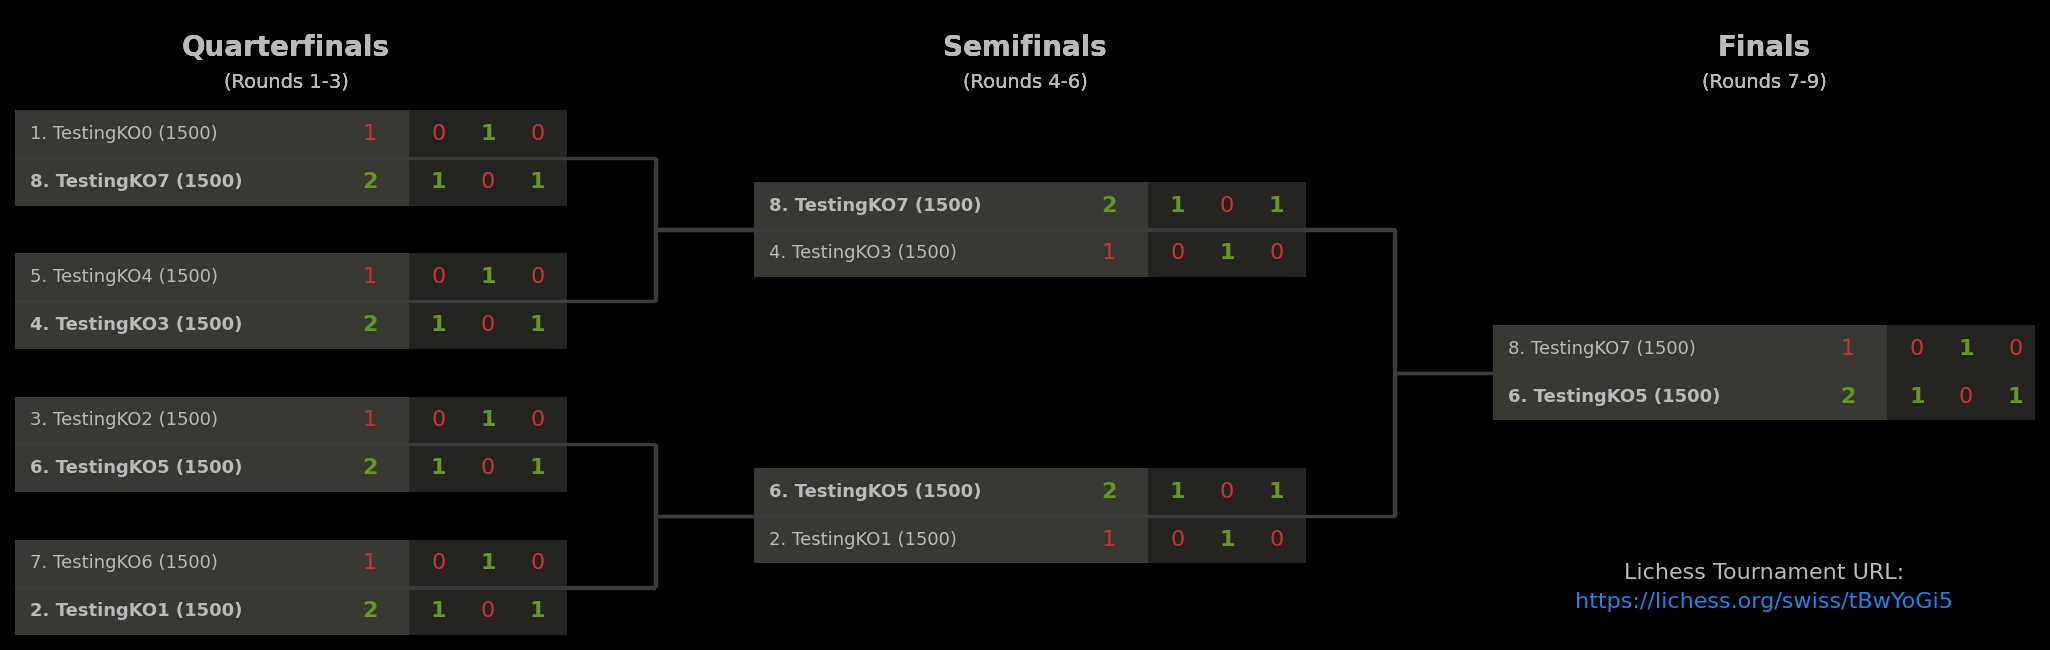 Quarterfinals
(Rounds 1-3)
1. TestingKO0 (1500) 1 0 1 0
8. TestingKO7 (1500) 2 1 0 1
5. TestingKO4 (1500) 1 0 1 0
4. TestingKO3 (1500) 2 1 0 1
3. TestingKO2 (1500) 1 0 1 0
6. TestingKO5 (1500) 2 1 0 1
7. TestingKO6 (1500) 1 0 1 0
2. TestingKO1 (1500) 2 1 0 1
Semifinals
(Rounds 4-6)
8. TestingKO7 (1500) 2 1 0 1
4. TestingKO3 (1500) 1 0 1 0
6. TestingKO5 (1500) 2 1 0 1
2. TestingKO1 (1500) 1 0 1 0
Finals
(Rounds 7-9)
8. TestingKO7 (1500) 1 0 1 0
6. TestingKO5 (1500) 2 1 0 1
Lichess Tournament URL:
https://lichess.org/swiss/tBwYoGi5